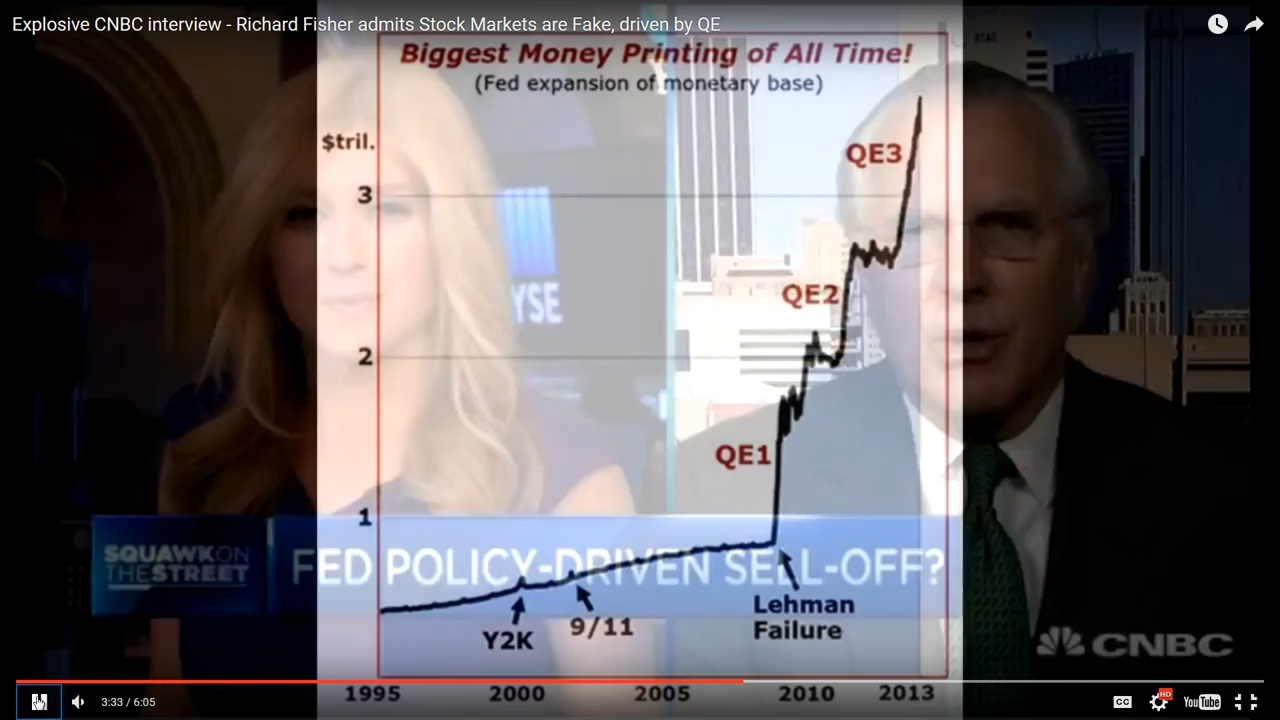 Explosive CNBC interview - Richard Fisher admits Stock Markets are Fake, driven by QE
Biggest Money Printing of All Time!
(Fed expansion of monetary base)
$tril.
QE3
3
QE2
YSE
2
QE1
1
SQUAWK ON
THE STREET
FED POLICY-DRIVEN SELL-OFF?
Lehman
Failure
9/11
Y2K
CNBC
1995
2000
2005
2010
2013
3:33 / 6:05
CC
HD
YouTube